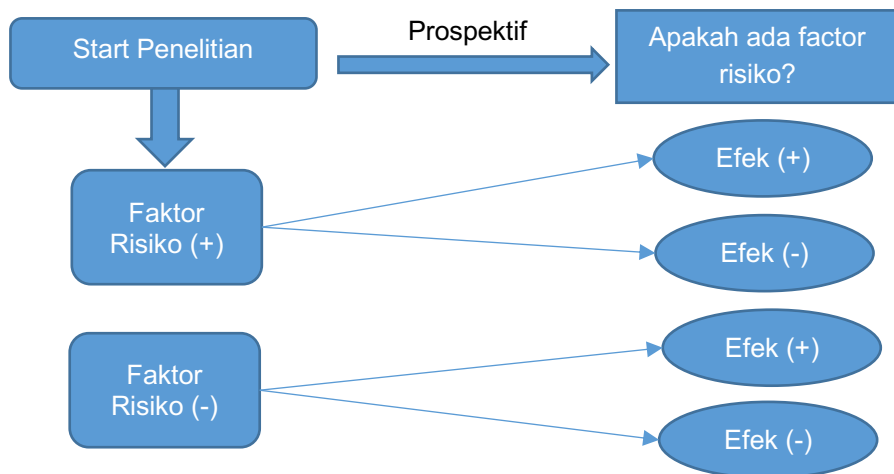 Start Penelitian
Prospektif
Apakah ada factor
risiko?
Faktor
Risiko (+)
Efek (+)
Efek (-)
Faktor
Risiko (-)
Efek (+)
Efek (-)